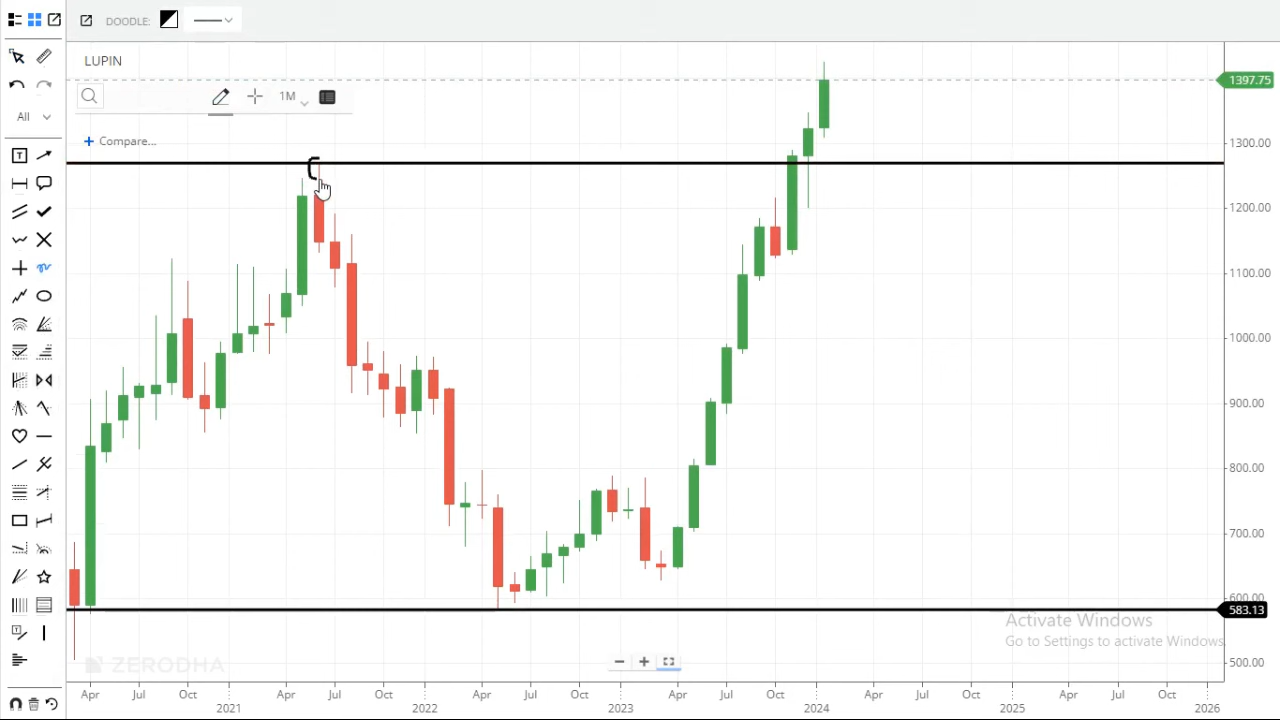 DOODLE:
LUPIN
1M
All
Compare...
1397.75
1300.00
1200.00
1100.00
1000.00
900.00
800.00
700.00
600.00
583.13
500.00
Activate Windows
Go to Settings to activate Windows
ZERODHA
Apr Jul Oct Apr Jul Oct Apr Jul Oct Apr Jul Oct Apr Jul Oct Apr Jul Oct
2021 2022 2023 2024 2025 2026